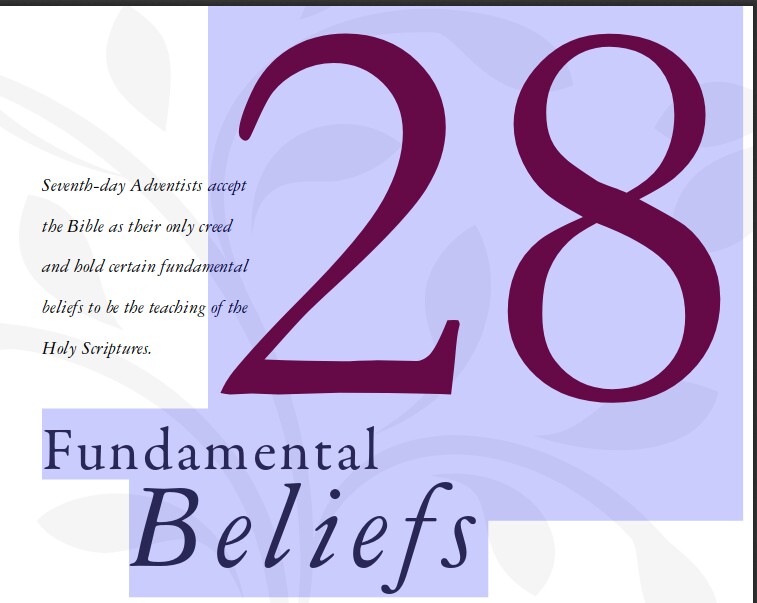 28
Seventh-day Adventists accept
the Bible as their only creed
and hold certain fundamental
beliefs to be the teaching of the
Holy Scriptures.
Fundamental
Beliefs